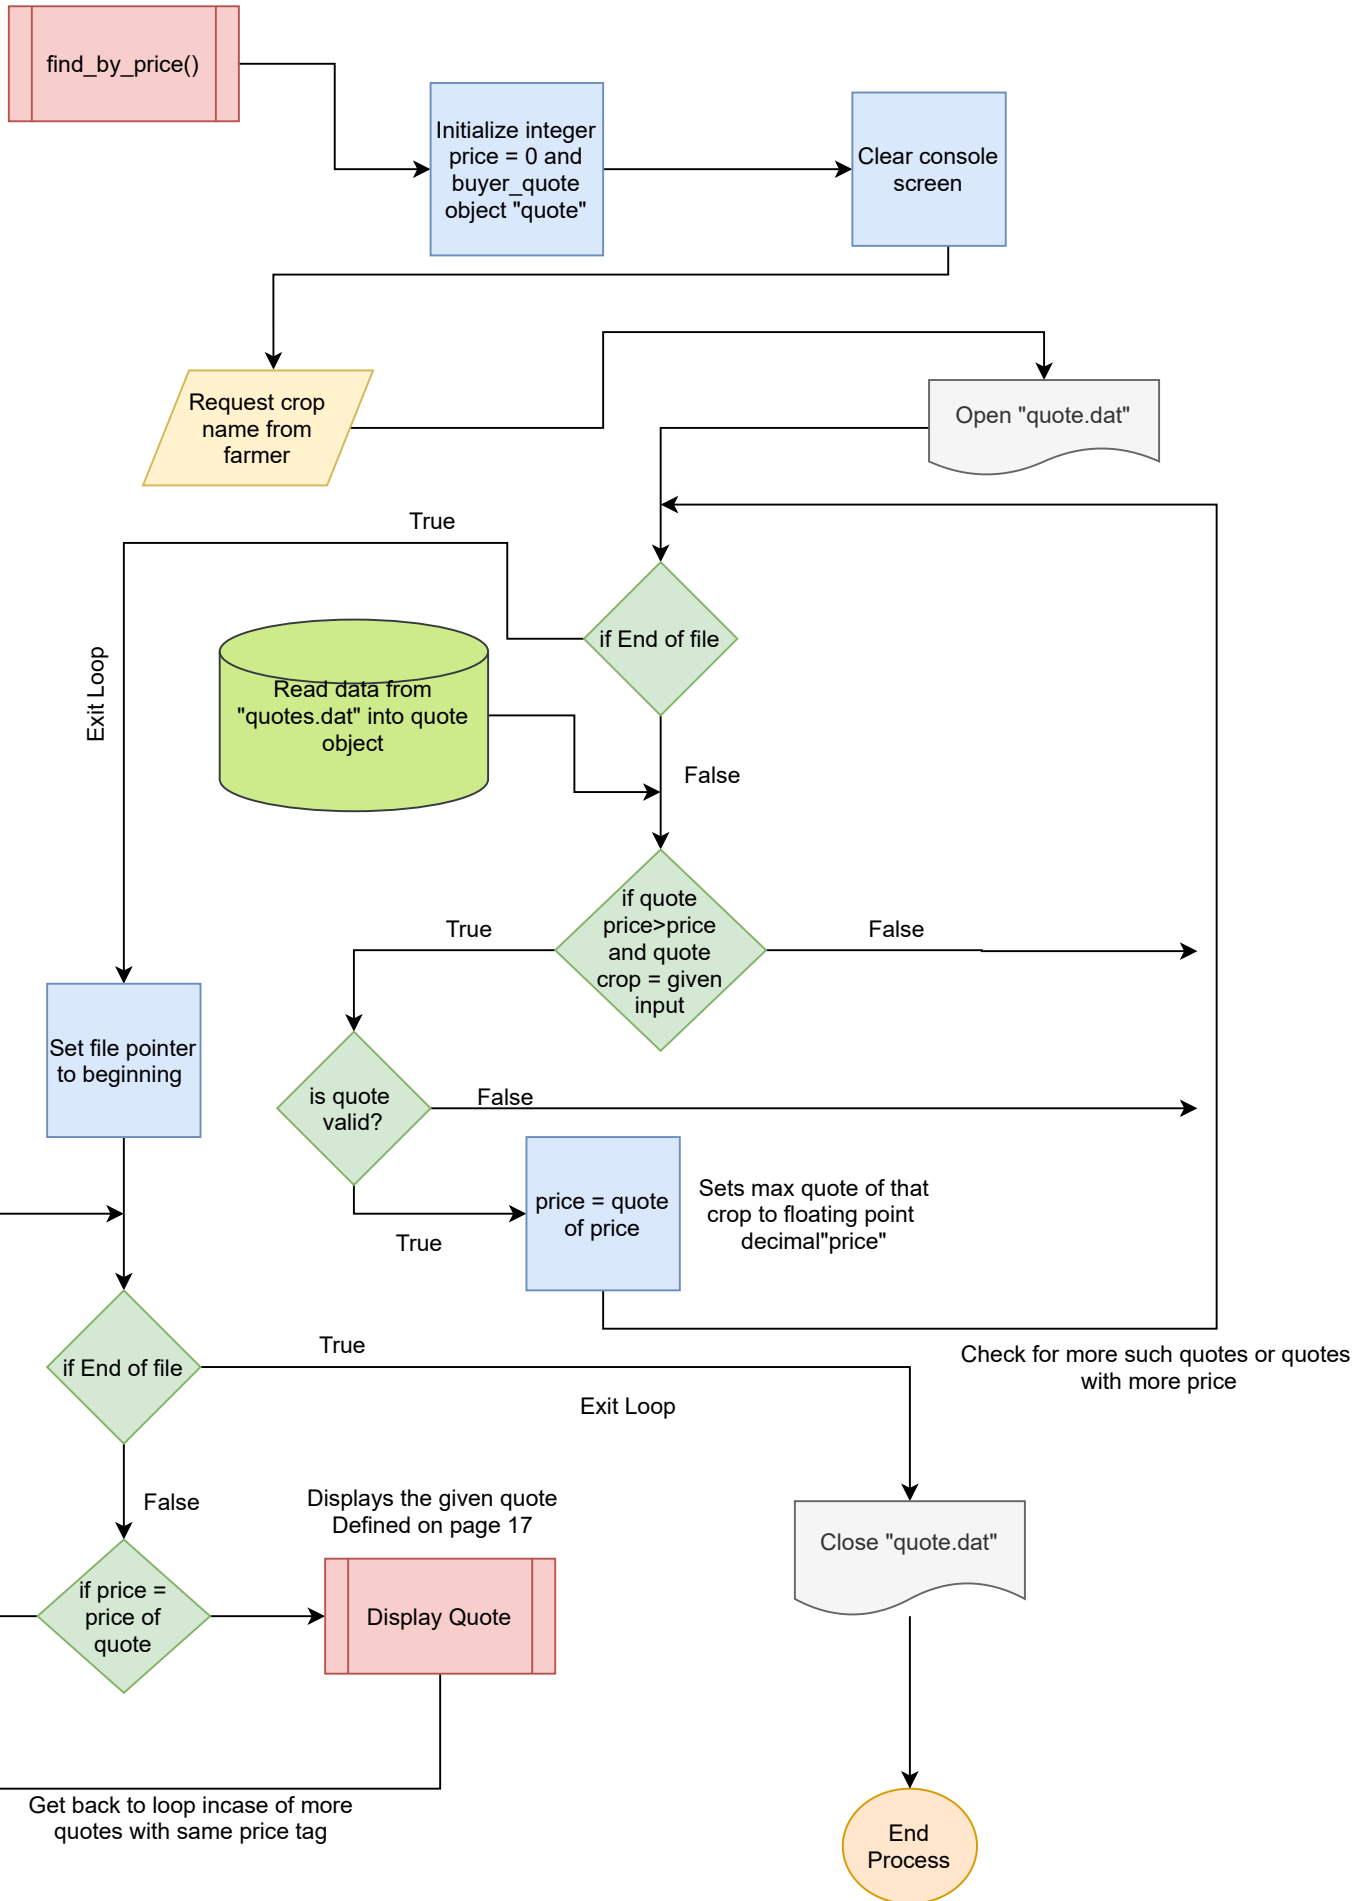 find_by_price()
Initialize integer
price = 0 and
buyer_quote
object "quote"
Clear console
screen
Request crop
name from
farmer
Open "quote.dat"
True
if End of file
Exit Loop
Read data from
"quotes.dat" into quote
object
False
if quote
price>price
and quote
crop = given
input
True
False
Set file pointer
to beginning
is quote
valid?
False
True
price = quote
of price
Sets max quote of that
crop to floating point
decimal"price"
Check for more such quotes or quotes
with more price
if End of file
True
Exit Loop
False
Displays the given quote
Defined on page 17
if price =
price of
quote
Display Quote
Close "quote.dat"
Get back to loop incase of more
quotes with same price tag
End
Process